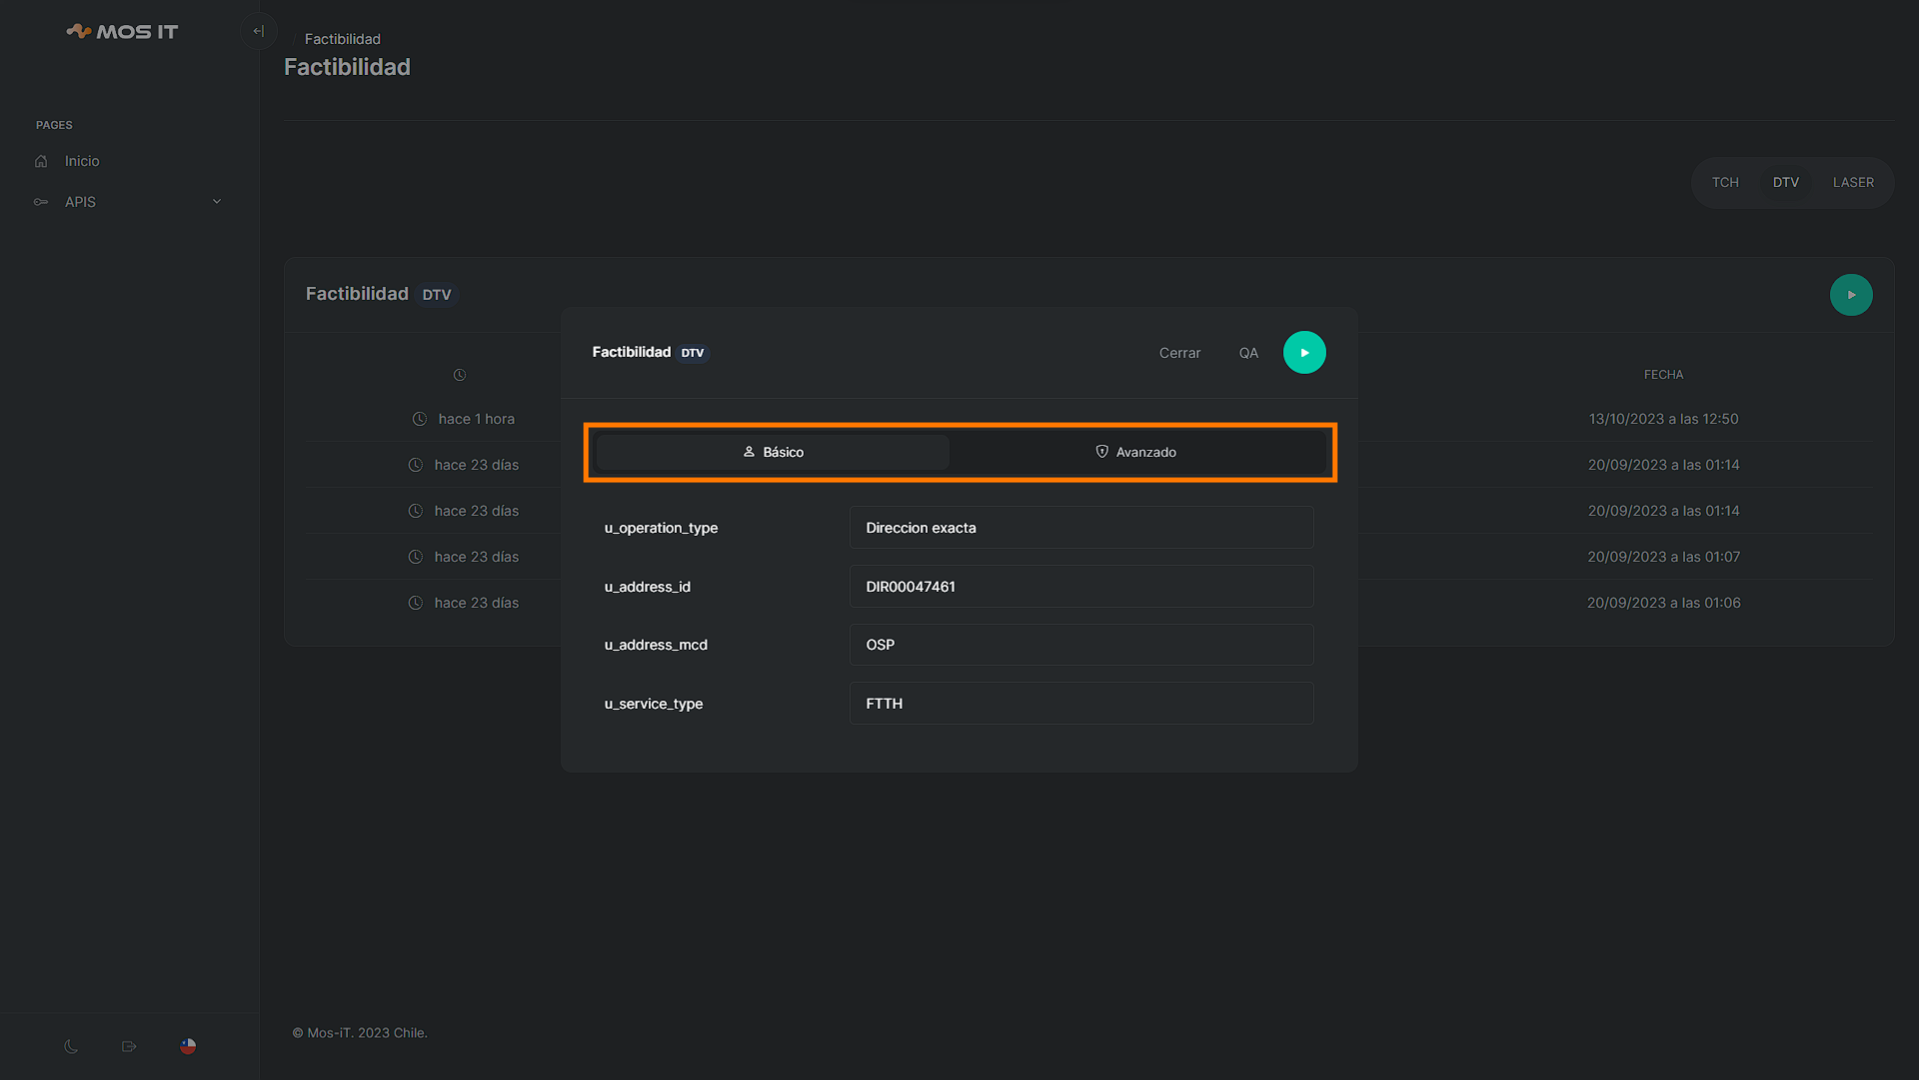 MOS IT
Factibilidad
Factibilidad
PAGES
Inicio
APIS
TCH DTV LASER
Factibilidad DTV
FECHA
hace 1 hora 13/10/2023 a las 12:50
hace 23 días 20/09/2023 a las 01:14
hace 23 días 20/09/2023 a las 01:14
hace 23 días 20/09/2023 a las 01:07
hace 23 días 20/09/2023 a las 01:06
Factibilidad DTV Cerrar QA
Básico Avanzado
u_operation_type Direccion exacta
u_address_id DIR00047461
u_address_mcd OSP
u_service_type FTTH
© Mos-iT. 2023 Chile.